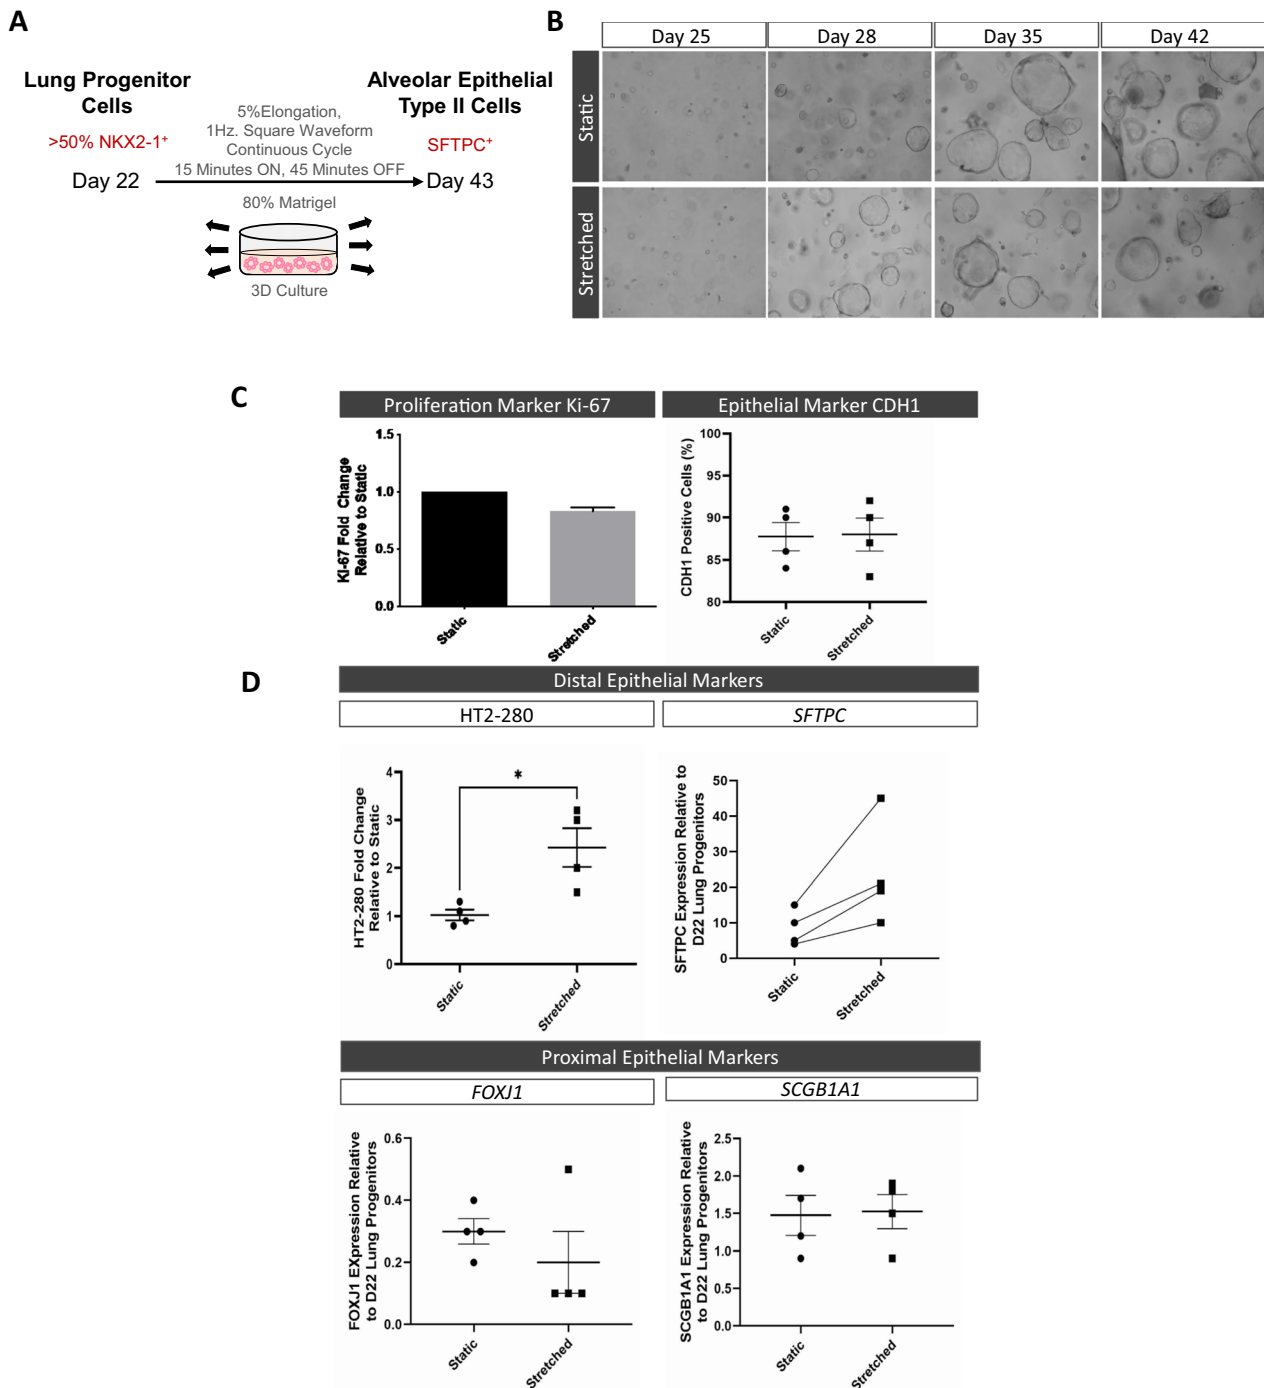 A
Lung Progenitor
Cells
>50% NKX2-1⁺
Day 22
5%Elongation,
1Hz. Square Waveform
Continuous Cycle
15 Minutes ON, 45 Minutes OFF
80% Matrigel
3D Culture
Alveolar Epithelial
Type II Cells
SFTPC⁺
Day 43
B
Day 25
Day 28
Day 35
Day 42
Static
Stretched
C
Proliferation Marker Ki-67
Ki-67 Fold Change
Relative to Static
1.5
1.0
0.5
0.0
Static
Stretched
Epithelial Marker CDH1
CDH1 Positive Cells (%)
100
95
90
85
80
Static
Stretched
D
Distal Epithelial Markers
HT2-280
HT2-280 Fold Change
Relative to Static
4
3
2
1
0
*
Static
Stretched
SFTPC
SFTPC Expression Relative to
D22 Lung Progenitors
50
40
30
20
10
0
Static
Stretched
Proximal Epithelial Markers
FOXJ1
FOXJ1 EXpression Relative
to D22 Lung Progenitors
0.6
0.4
0.2
0.0
Static
Stretched
SCGB1A1
SCGB1A1 Expression Relative
to D22 Lung Progenitors
2.5
2.0
1.5
1.0
0.5
0.0
Static
Stretched